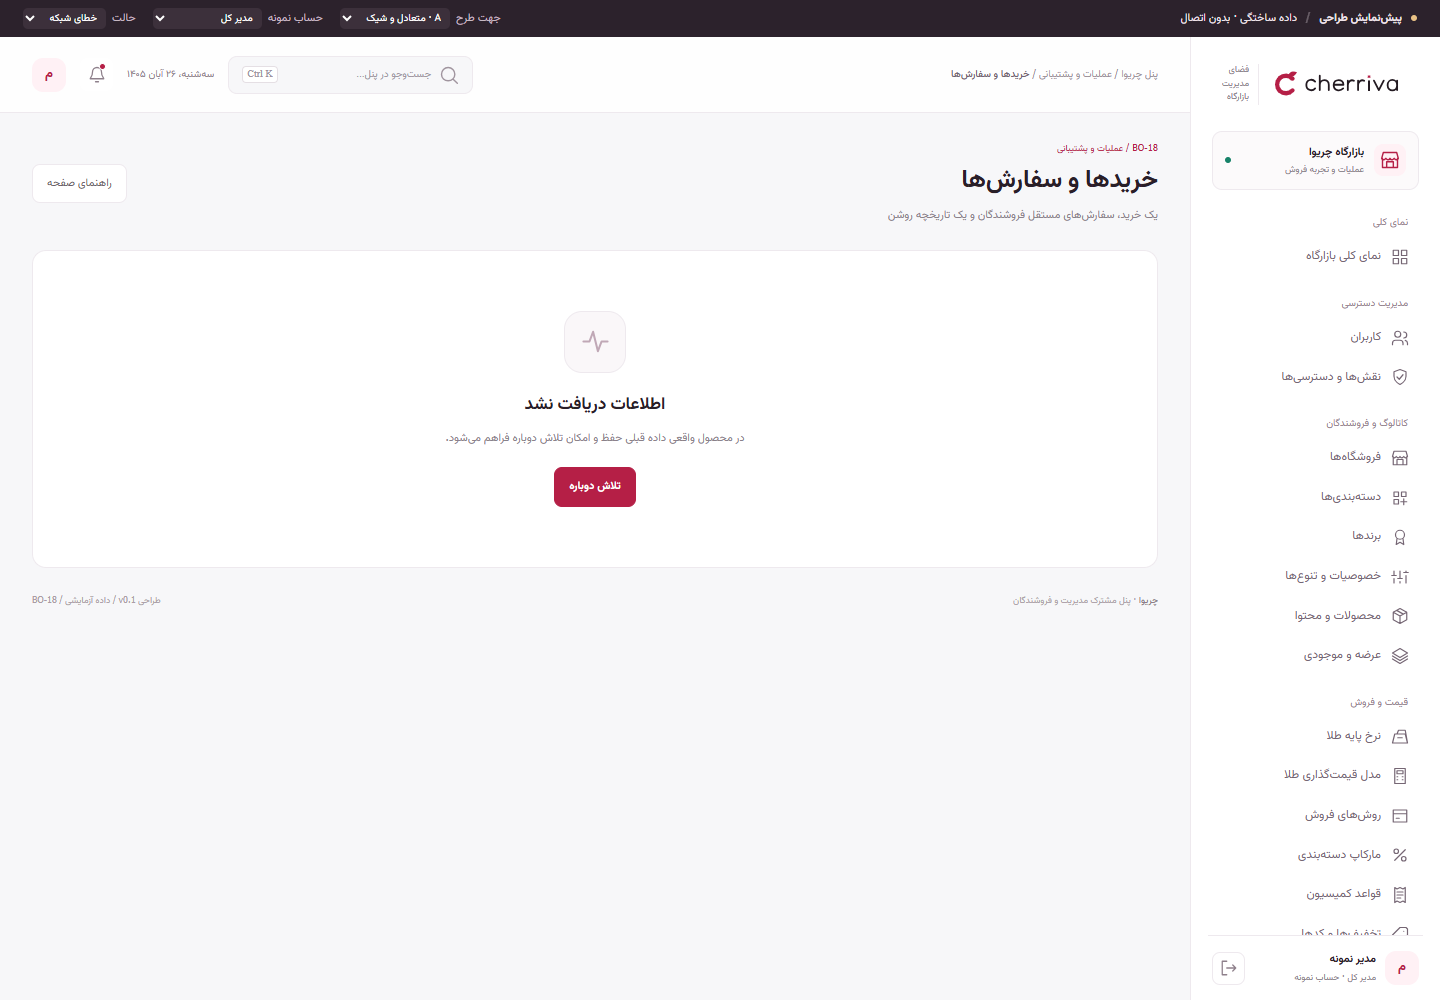 پیش‌نمایش طراحی / داده ساختگی · بدون اتصال
جهت طرح A · متعادل و شیک حساب نمونه مدیر کل حالت خطای شبکه
cherriva
فضای
مدیریت
بازارگاه
بازارگاه چریوا
عملیات و تجربه فروش
نمای کلی
نمای کلی بازارگاه
مدیریت دسترسی
کاربران
نقش‌ها و دسترسی‌ها
کاتالوگ و فروشندگان
فروشگاه‌ها
دسته‌بندی‌ها
برندها
خصوصیات و تنوع‌ها
محصولات و محتوا
عرضه و موجودی
قیمت و فروش
نرخ پایه طلا
مدل قیمت‌گذاری طلا
روش‌های فروش
مارکاپ دسته‌بندی
قواعد کمیسیون
تخفیف‌ها و کدها
مدیر نمونه
مدیر کل · حساب نمونه
م
پنل چریوا / عملیات و پشتیبانی / خریدها و سفارش‌ها
جست‌وجو در پنل... Ctrl K
سه‌شنبه، ۲۶ آبان ۱۴۰۵
م
BO-18 / عملیات و پشتیبانی
خریدها و سفارش‌ها
یک خرید، سفارش‌های مستقل فروشندگان و یک تاریخچه روشن
راهنمای صفحه
اطلاعات دریافت نشد
در محصول واقعی داده قبلی حفظ و امکان تلاش دوباره فراهم می‌شود.
تلاش دوباره
چریوا · پنل مشترک مدیریت و فروشندگان
طراحی v0.1 / داده آزمایشی / BO-18